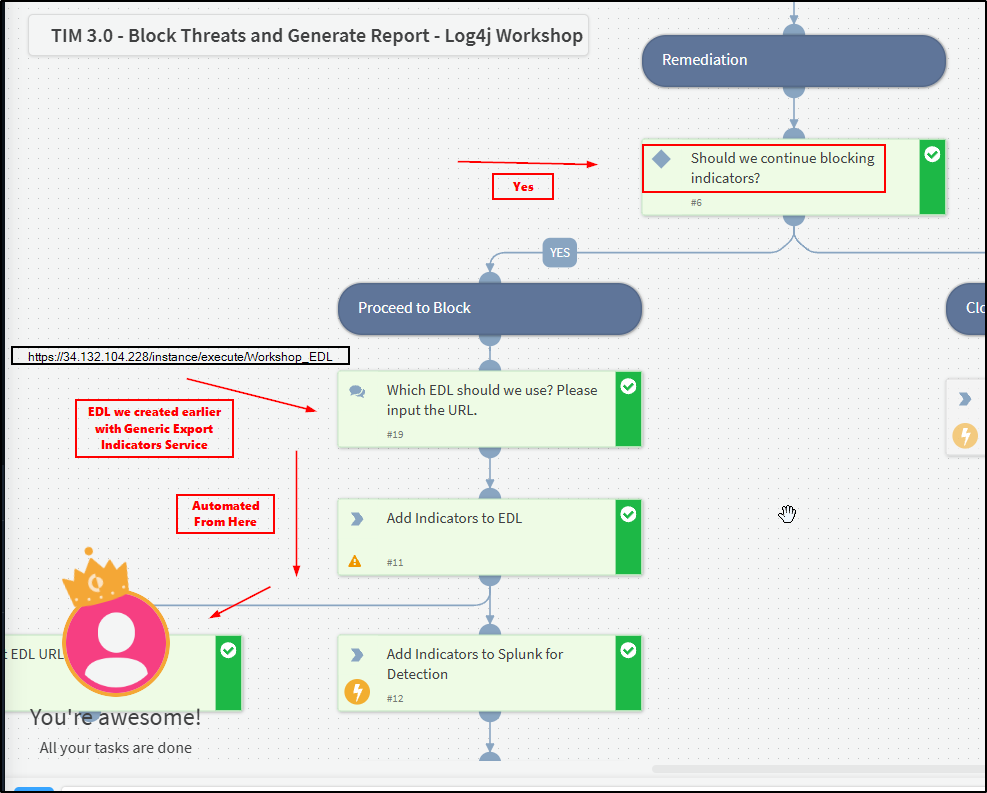 TIM 3.0 - Block Threats and Generate Report - Log4j Workshop
Remediation
Should we continue blocking
indicators?
#6
Yes
YES
Proceed to Block
Clo
https://34.132.104.228/instance/execute/Workshop_EDL
Which EDL should we use? Please
input the URL.
#19
EDL we created earlier
with Generic Export
Indicators Service
Automated
From Here
Add Indicators to EDL
#11
t EDL URL
Add Indicators to Splunk for
Detection
#12
You're awesome!
All your tasks are done